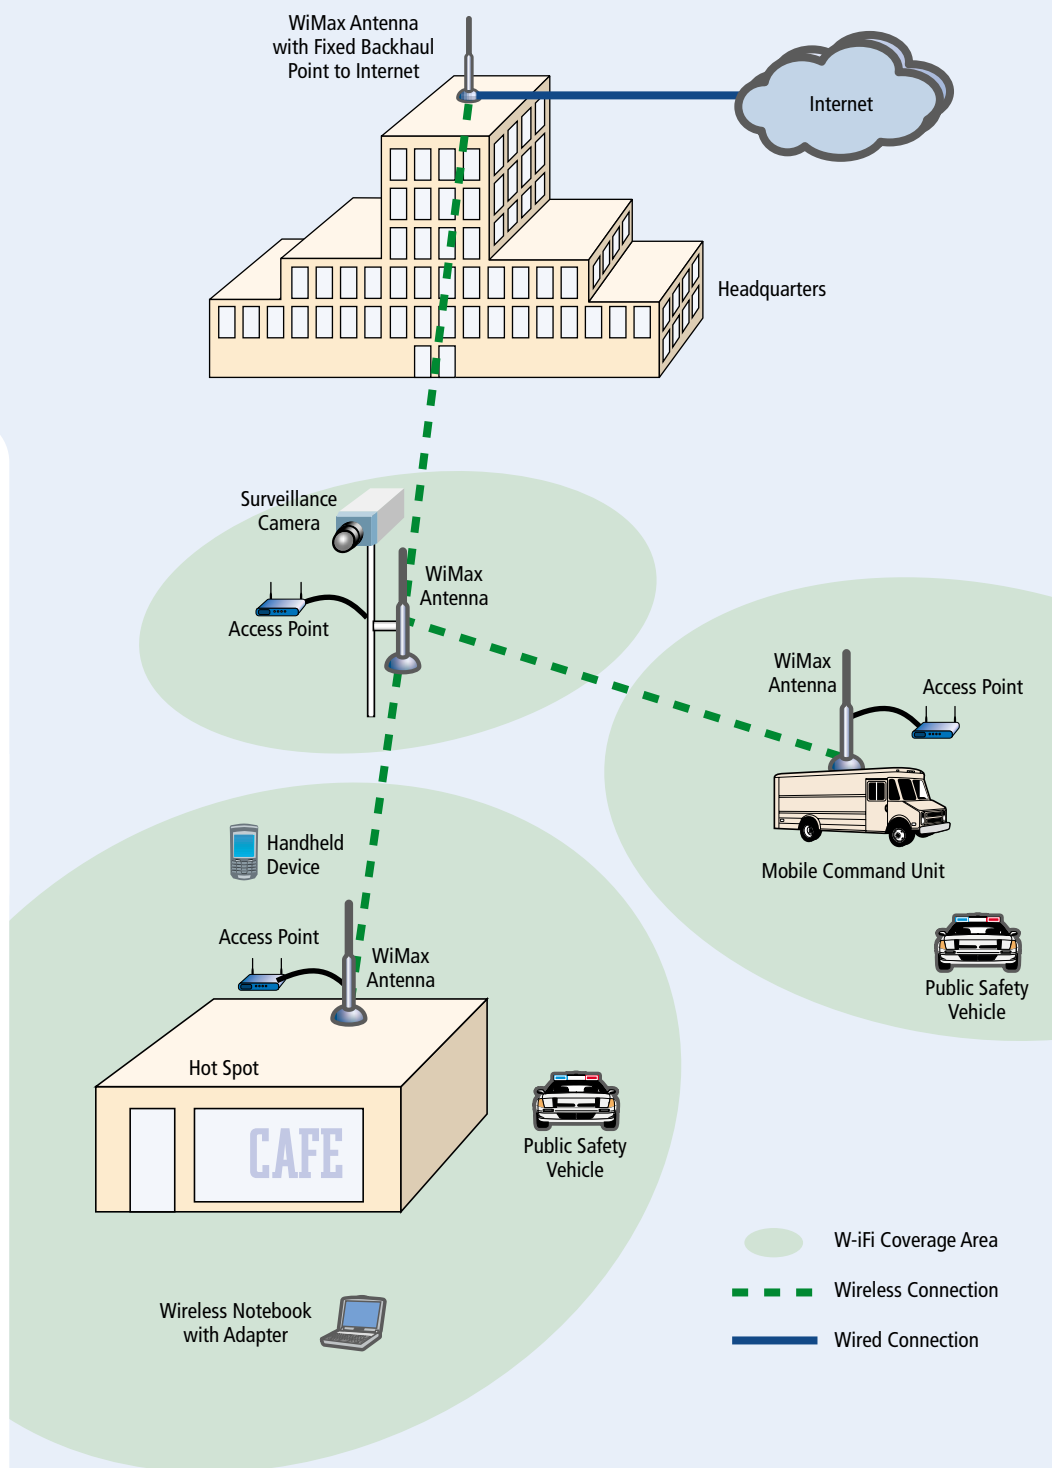 WiMax Antenna
with Fixed Backhaul
Point to Internet
Internet
Headquarters
Surveillance
Camera
WiMax
Antenna
Access Point
WiMax
Antenna
Access Point
Mobile Command Unit
Handheld
Device
Access Point
WiMax
Antenna
Public Safety
Vehicle
Hot Spot
CAFE
Public Safety
Vehicle
W-iFi Coverage Area
Wireless Connection
Wireless Notebook
with Adapter
Wired Connection